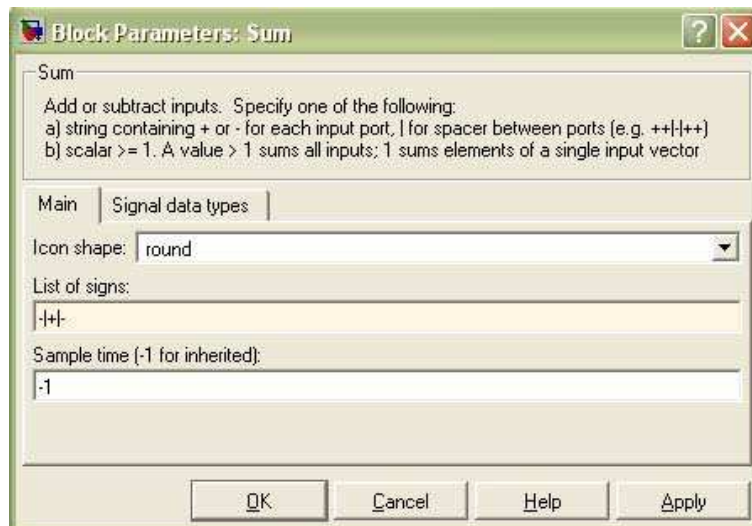 Block Parameters: Sum
Sum
Add or subtract inputs. Specify one of the following:
a) string containing + or - for each input port, | for spacer between ports (e.g. ++|-|++)
b) scalar >= 1. A value > 1 sums all inputs; 1 sums elements of a single input vector
Main
Signal data types
Icon shape: round
List of signs:
-|+|-
Sample time (-1 for inherited):
-1
OK
Cancel
Help
Apply